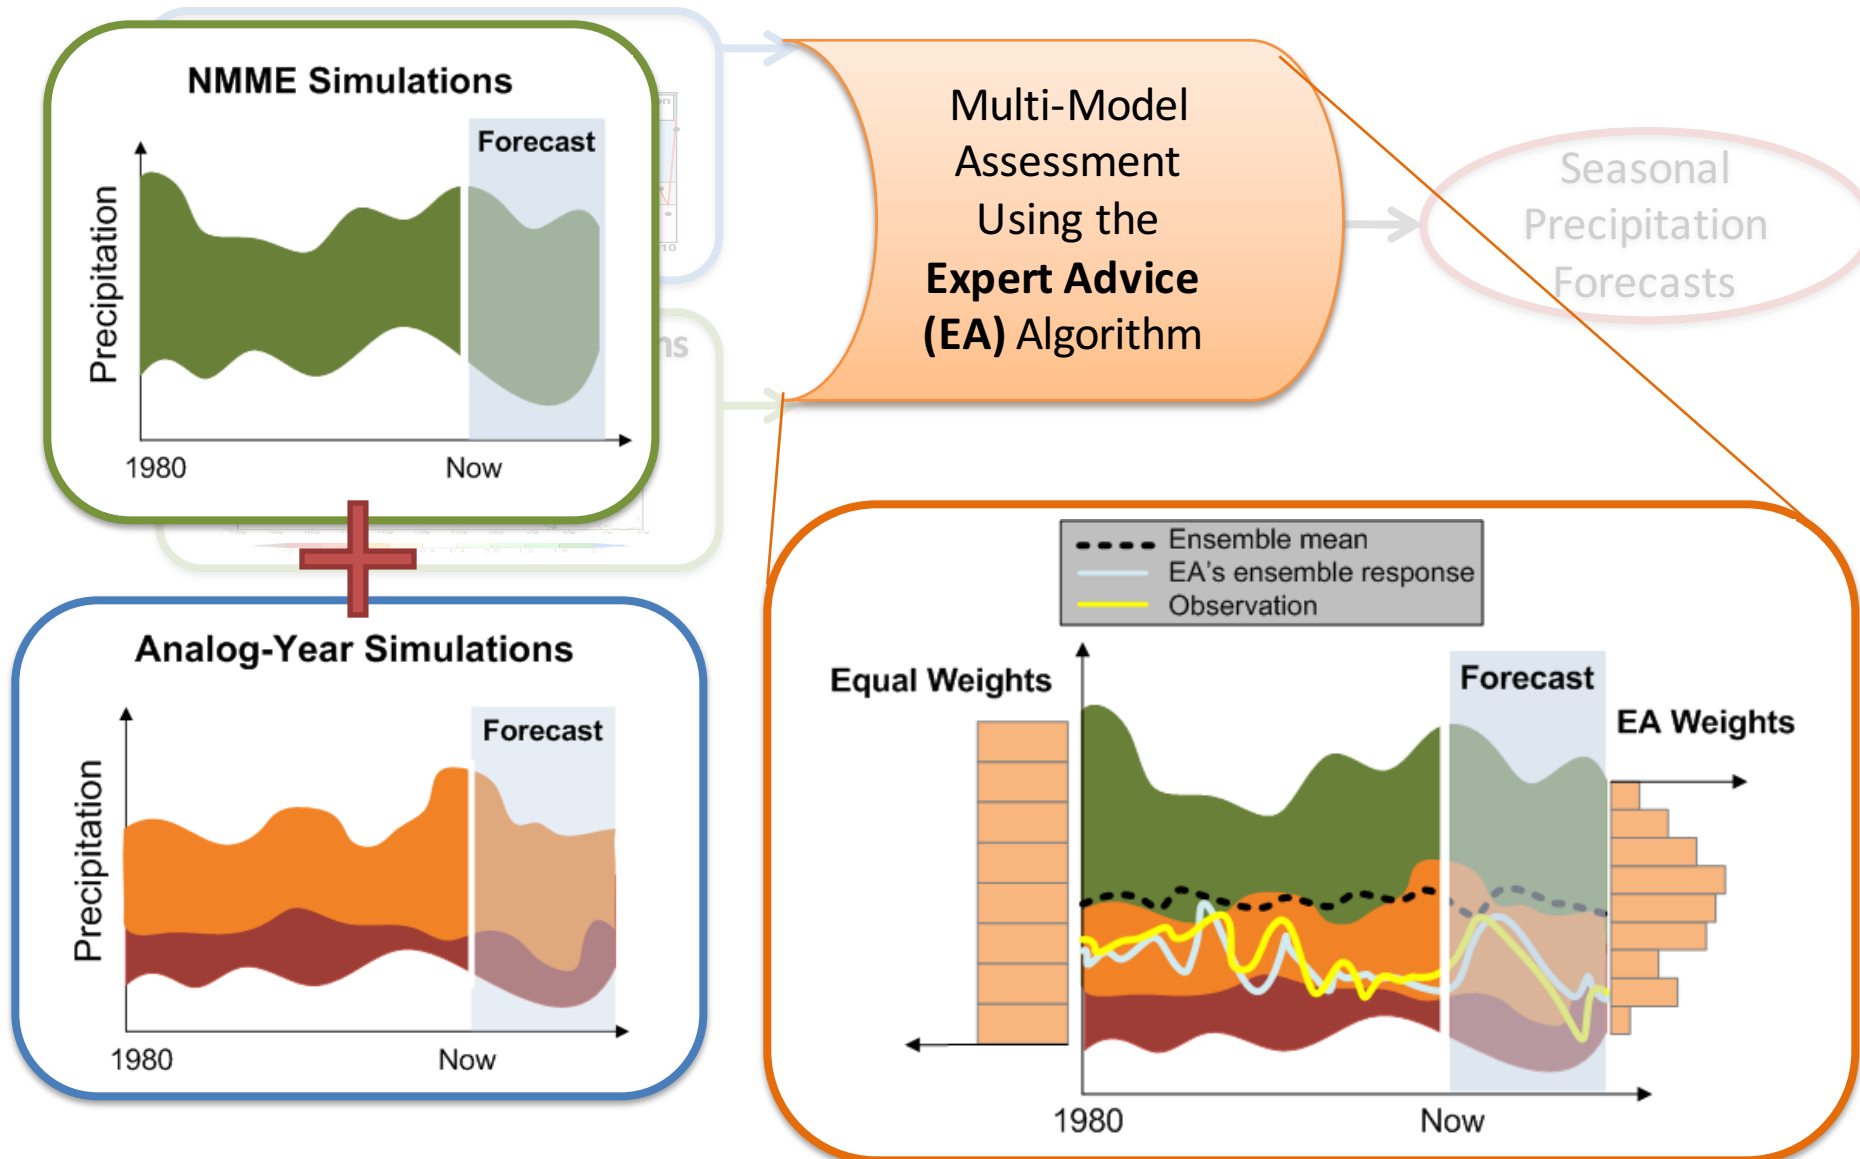 NMME Simulations
Forecast
Precipitation
1980
Now
Multi-Model
Assessment
Using the
Expert Advice
(EA) Algorithm
Seasonal
Precipitation
Forecasts
Analog-Year Simulations
Forecast
Precipitation
1980
Now
Ensemble mean
EA's ensemble response
Observation
Equal Weights
Forecast
EA Weights
1980
Now